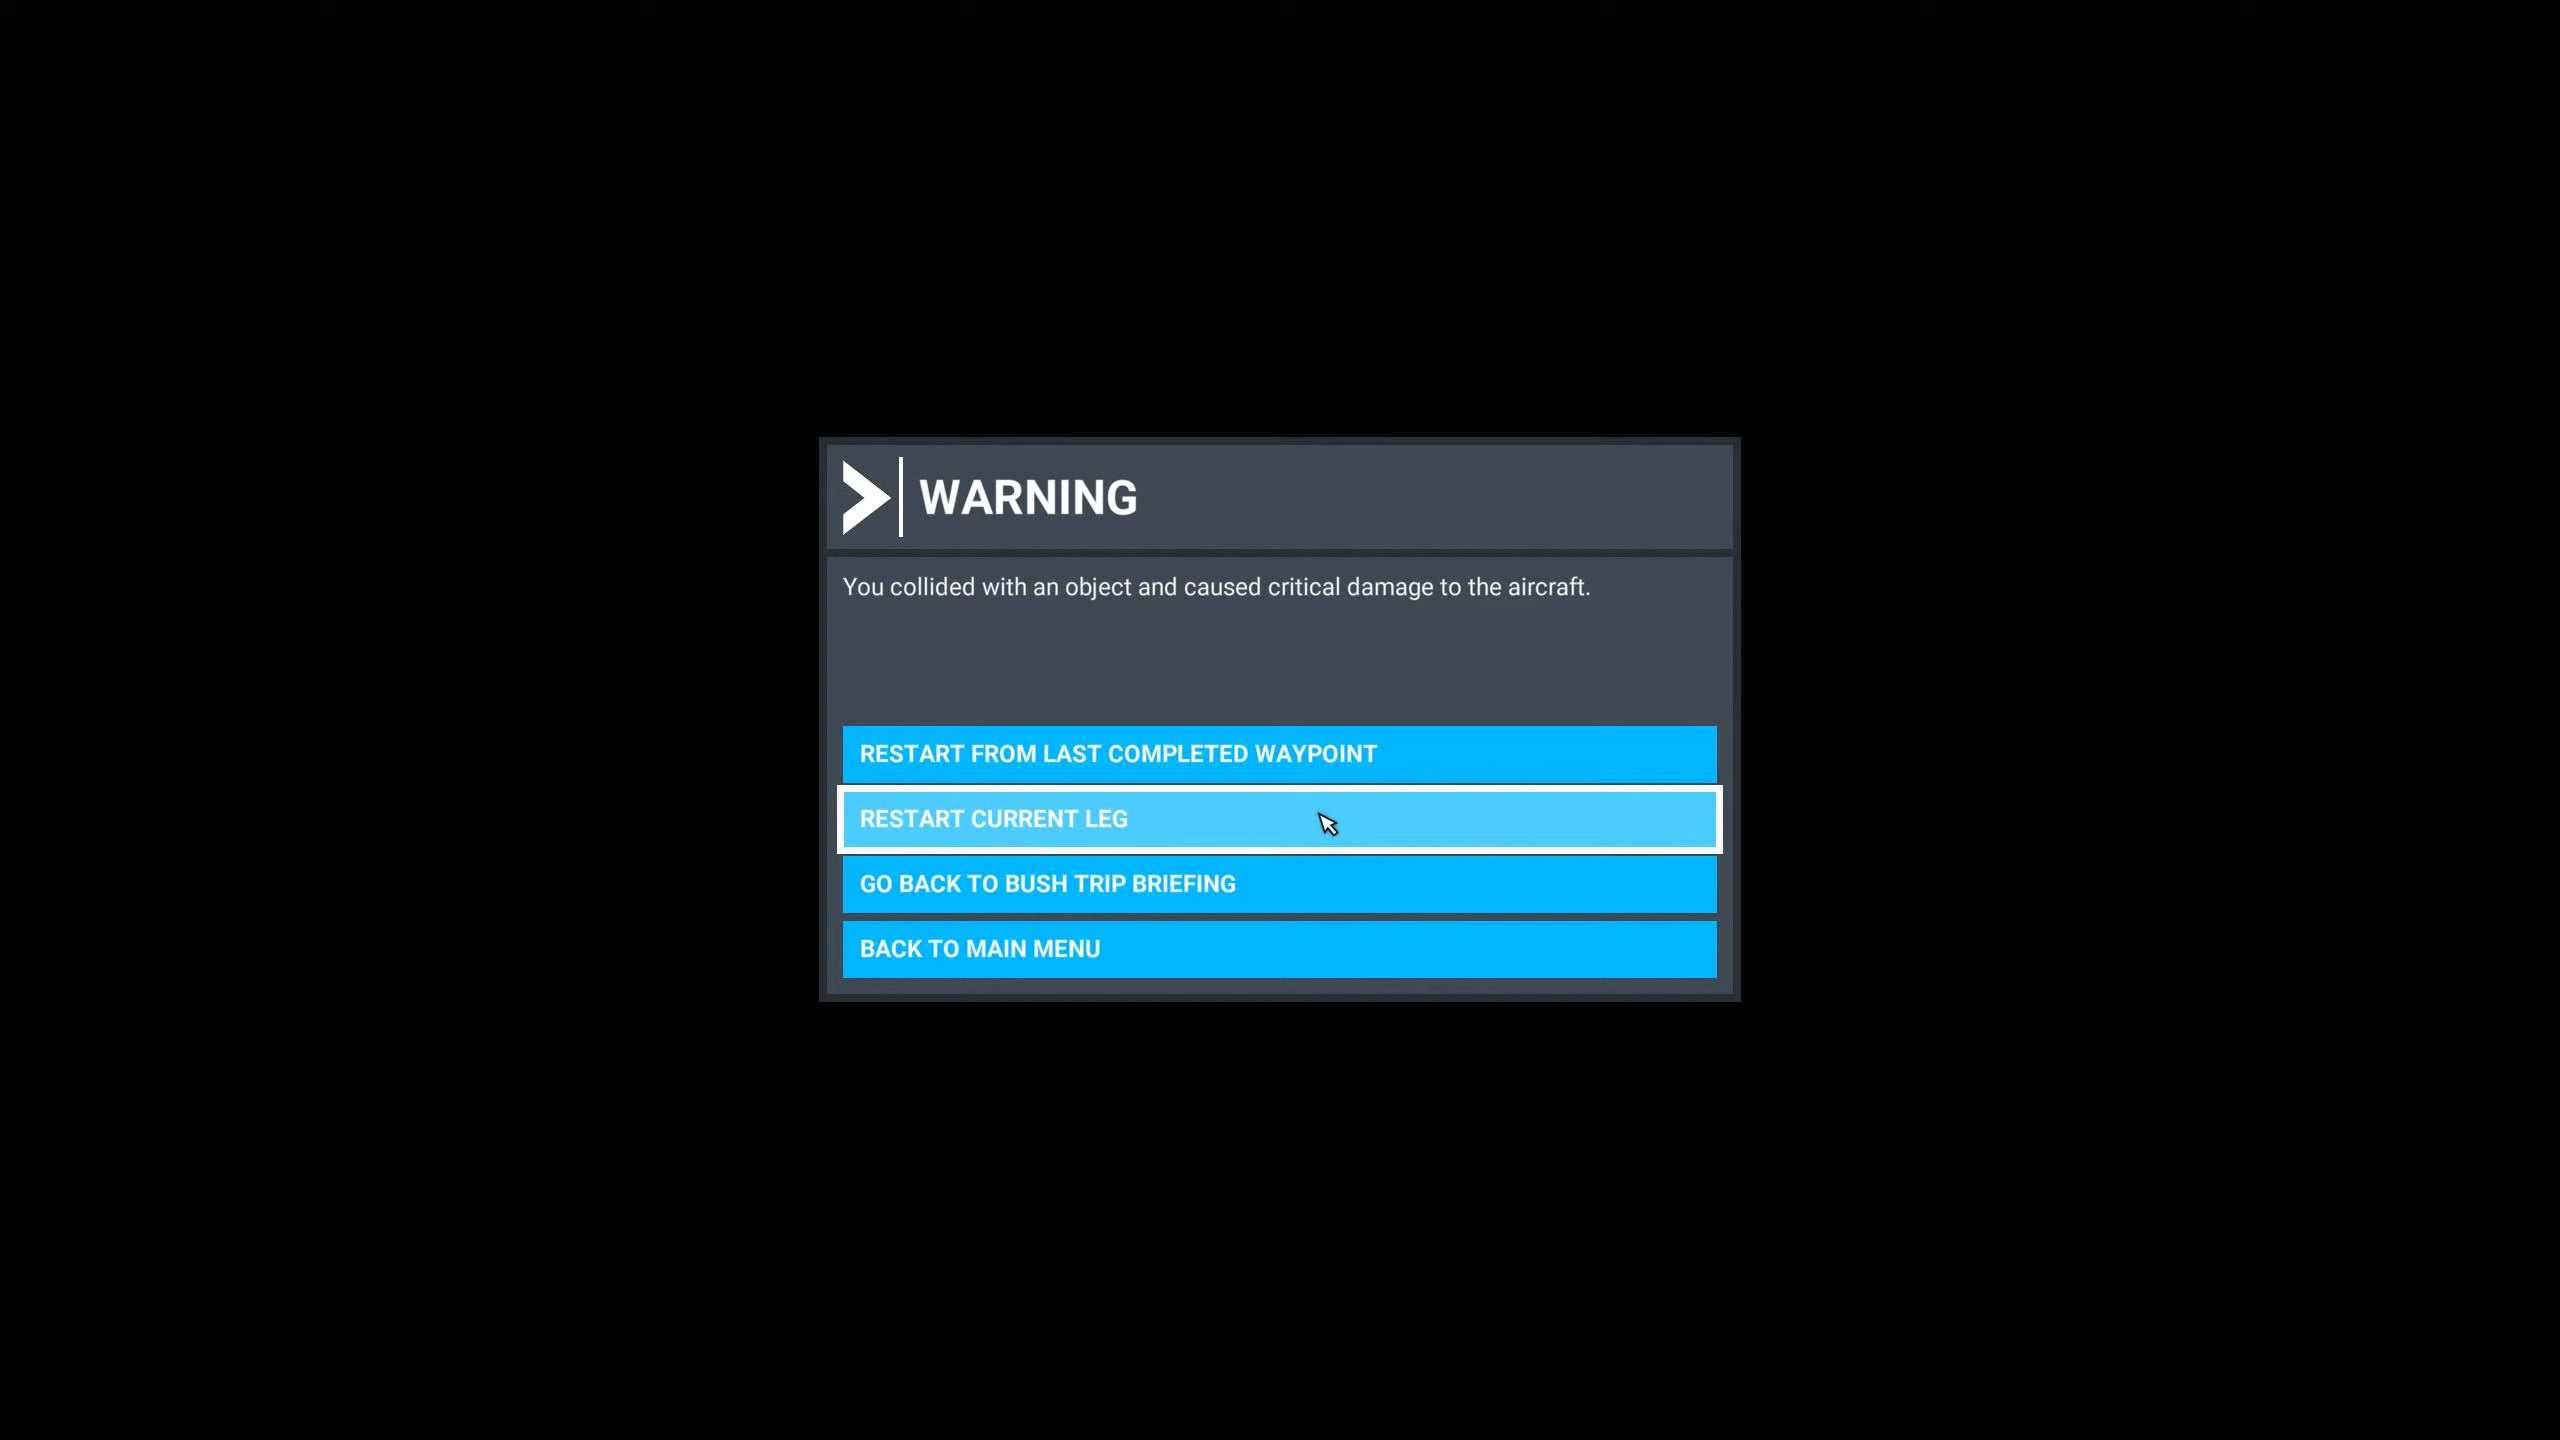 WARNING
You collided with an object and caused critical damage to the aircraft.
RESTART FROM LAST COMPLETED WAYPOINT
RESTART CURRENT LEG
GO BACK TO BUSH TRIP BRIEFING
BACK TO MAIN MENU